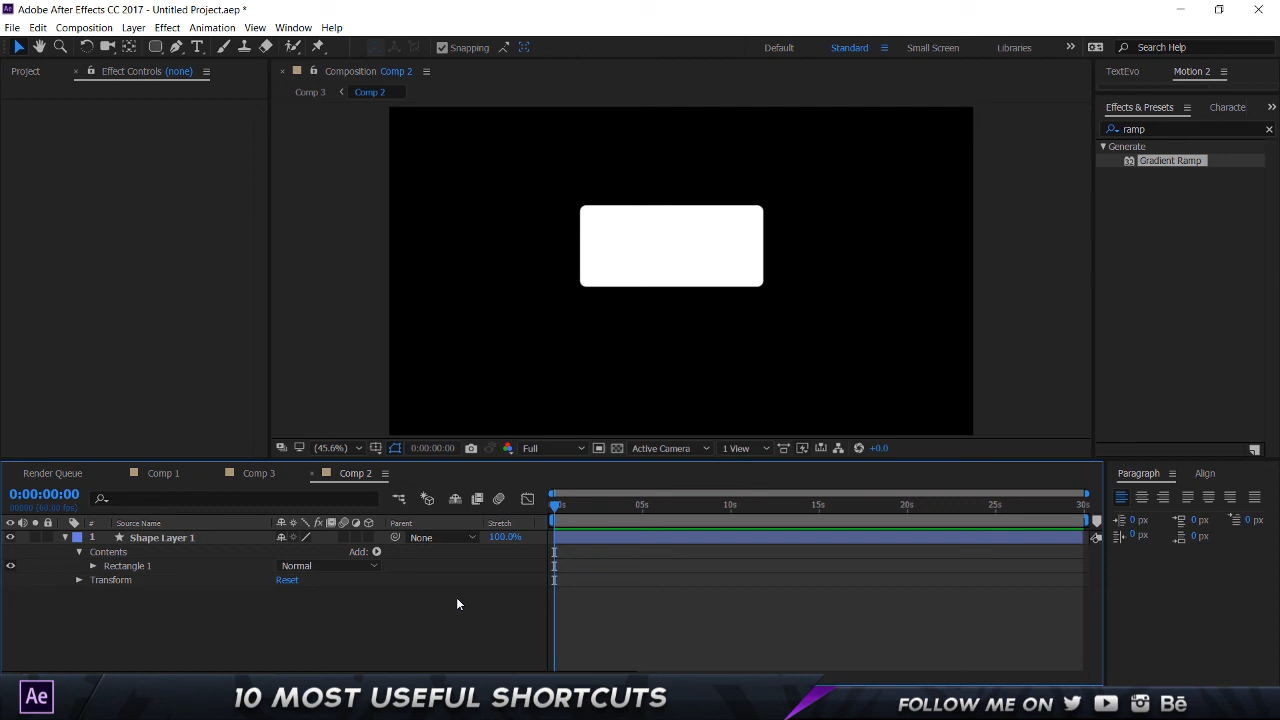 Adobe After Effects CC 2017 - Untitled Project.aep *
File Edit Composition Layer Effect Animation View Window Help
Snapping Default Standard Small Screen Libraries Search Help
Project Effect Controls (none) Composition Comp 2 TextEvo Motion 2
Comp 3 Comp 2
Effects & Presets Characte
ramp
Generate
Gradient Ramp
(45.6%) 0:00:00:00 Full Active Camera 1 View +0.0
Render Queue Comp 1 Comp 3 Comp 2 Paragraph Align
0:00:00:00
00000 (60.00 fps)
05s 10s 15s 20s 25s 30s
# Source Name Parent Stretch
0 px 0 px 0 px
0 px 0 px
1 Shape Layer 1 None 100.0%
Contents Add:
Rectangle 1 Normal
Transform Reset
Ae 10 MOST USEFUL SHORTCUTS FOLLOW ME ON Bē